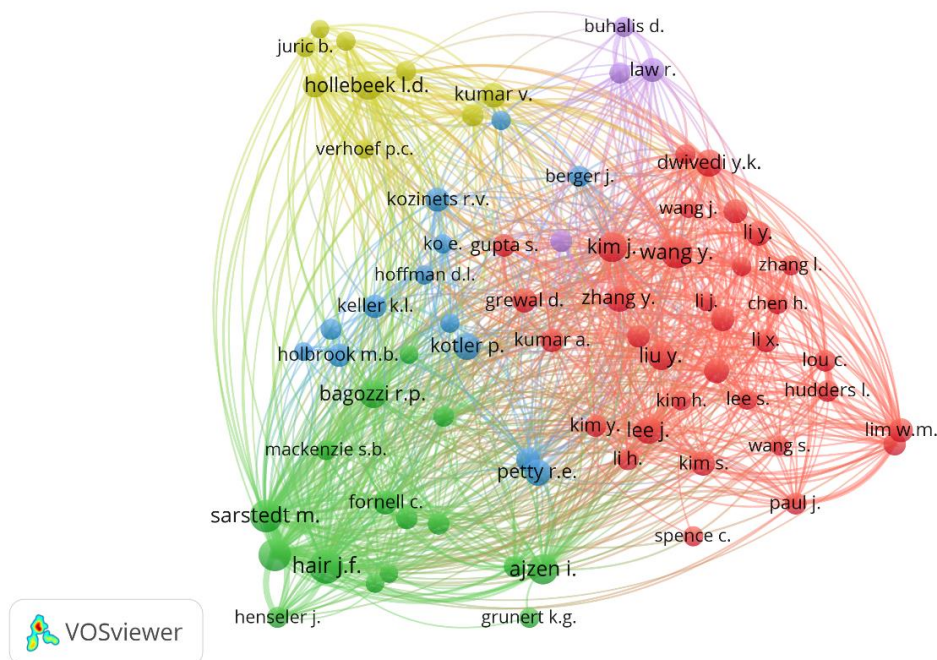 buhalis d.
juric b.
law r.
hollebeek l.d.
kumar v.
verhoef p.c.
dwivedi y.k.
berger j.
kozinets r.v.
wang j.
li y.
ko e.
gupta s.
kim j.
wang y.
zhang l.
hoffman d.l.
keller k.l.
grewal d.
zhang y.
li j.
chen h.
holbrook m.b.
kotler p.
kumar a.
liu y.
li x.
lou c.
bagozzi r.p.
kim h.
lee s.
hudders l.
kim y.
lee j.
lim w.m.
mackenzie s.b.
wang s.
li h.
kim s.
petty r.e.
fornell c.
paul j.
sarstedt m.
spence c.
hair j.f.
ajzen i.
henseler j.
grunert k.g.
VOSviewer